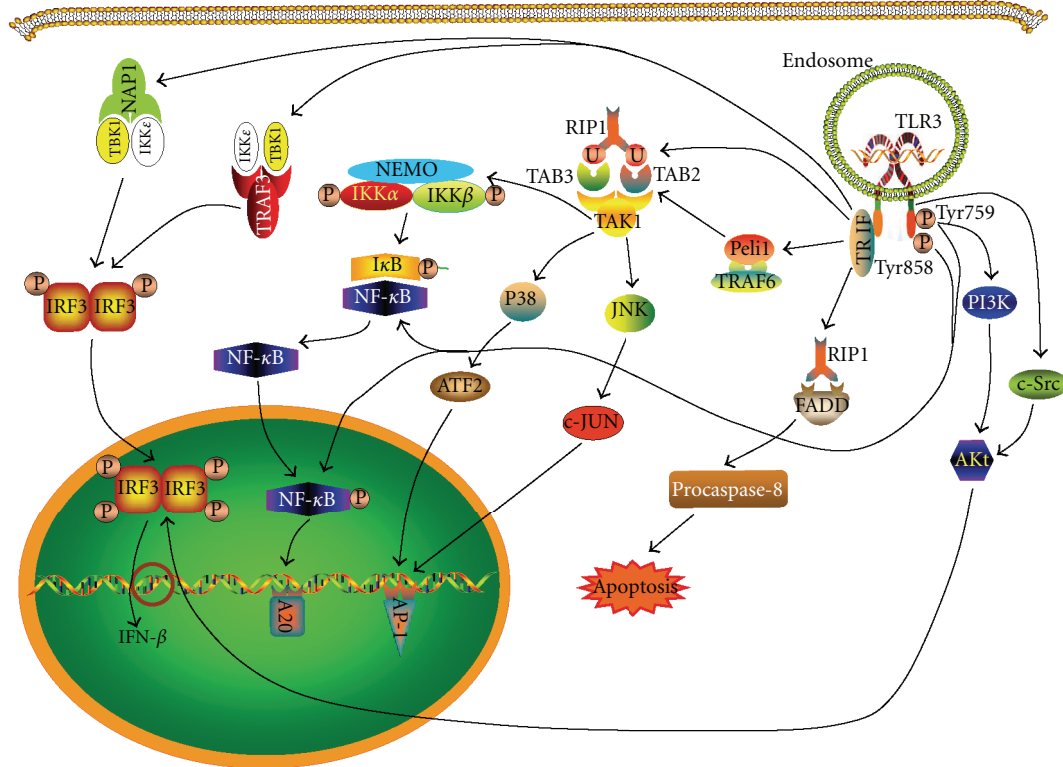 Endosome
TLR3
NAP1
TBK1
IKKε
IKKε
TBK1
TRAF3
RIP1
U
U
TAB3
TAB2
TAK1
NEMO
P
IKKα
IKKβ
P
TR IF
P
Tyr759
P
Tyr858
Peli1
TRAF6
IκB
P
NF-κB
P38
JNK
PI3K
P
P
IRF3
IRF3
NF-κB
ATF2
RIP1
FADD
c-Src
c-JUN
AKt
P
P
IRF3
IRF3
P
P
NF-κB
P
Procaspase-8
Apoptosis
A20
AP-1
IFN-β